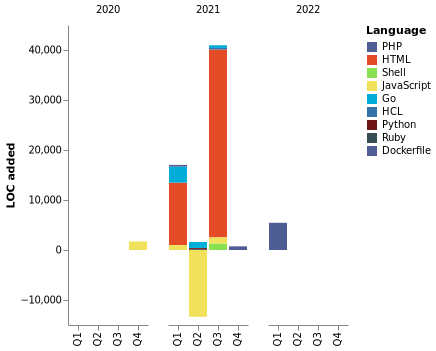 2020 2021 2022
Language
PHP
HTML
Shell
JavaScript
Go
HCL
Python
Ruby
Dockerfile
LOC added
40,000
30,000
20,000
10,000
0
−10,000
Q1 Q2 Q3 Q4 Q1 Q2 Q3 Q4 Q1 Q2 Q3 Q4